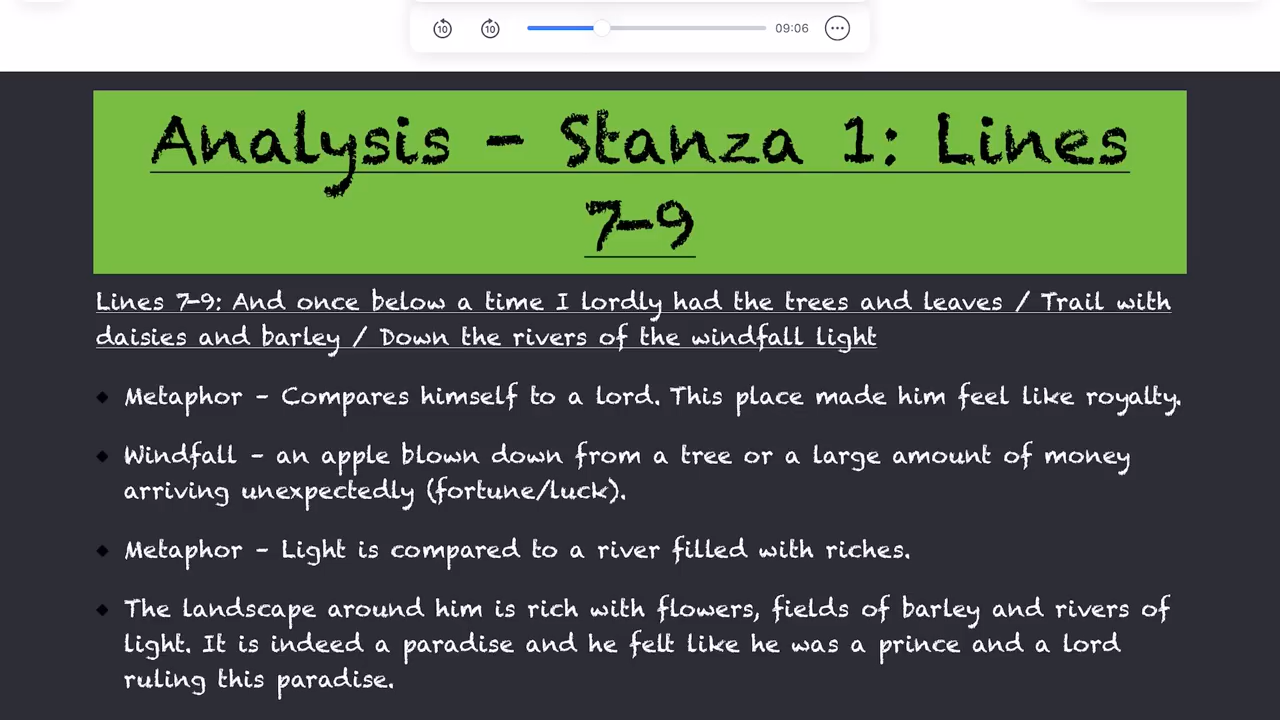 10
10
09:06
Analysis - Stanza 1: Lines
7-9
Lines 7-9: And once below a time I lordly had the trees and leaves / Trail with
daisies and barley / Down the rivers of the windfall light
Metaphor - Compares himself to a lord. This place made him feel like royalty.
Windfall - an apple blown down from a tree or a large amount of money
arriving unexpectedly (fortune/luck).
Metaphor - Light is compared to a river filled with riches.
The landscape around him is rich with flowers, fields of barley and rivers of
light. It is indeed a paradise and he felt like he was a prince and a lord
ruling this paradise.